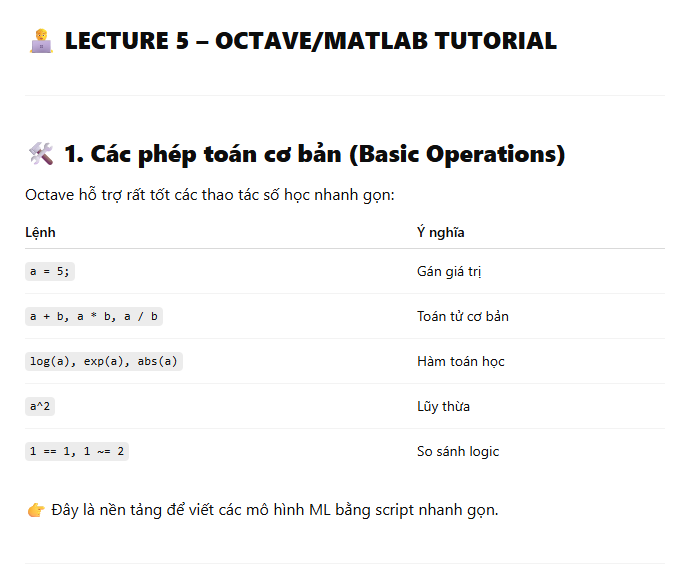 🧑‍💻 LECTURE 5 – OCTAVE/MATLAB TUTORIAL
🛠️ 1. Các phép toán cơ bản (Basic Operations)
Octave hỗ trợ rất tốt các thao tác số học nhanh gọn:
Lệnh Ý nghĩa
a = 5; Gán giá trị
a + b, a * b, a / b Toán tử cơ bản
log(a), exp(a), abs(a) Hàm toán học
a^2 Lũy thừa
1 == 1, 1 ~= 2 So sánh logic
👉 Đây là nền tảng để viết các mô hình ML bằng script nhanh gọn.